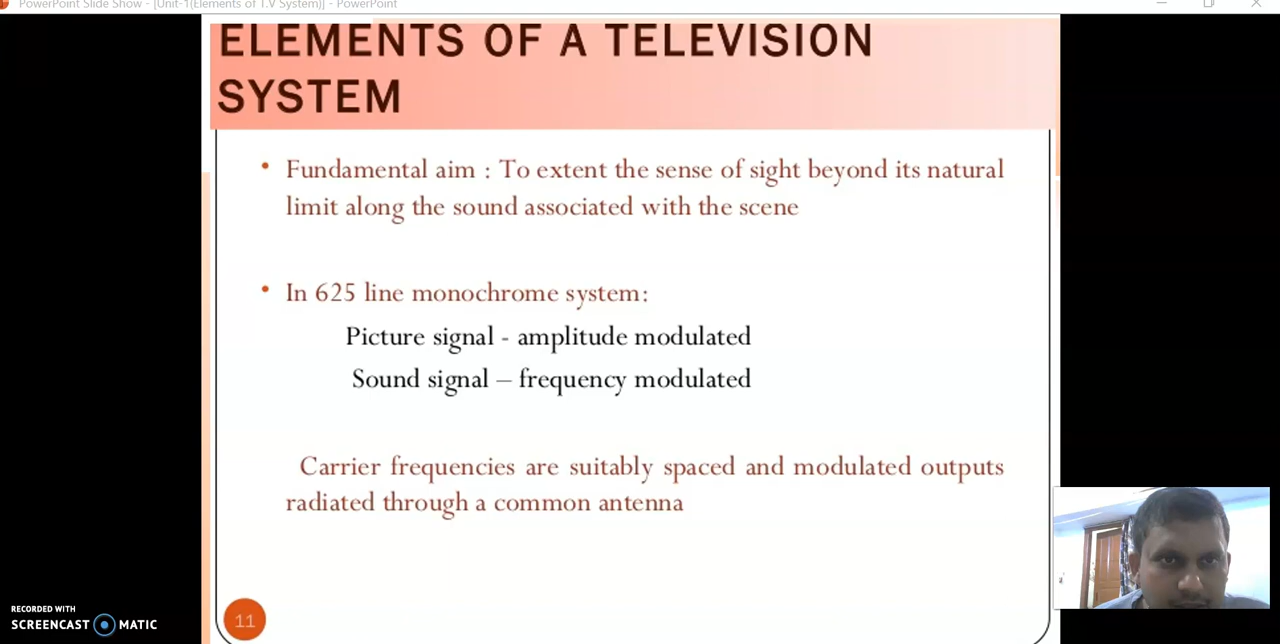 PowerPoint Slide Show - [Unit-1(Elements of T.V System)] - PowerPoint
ELEMENTS OF A TELEVISION
SYSTEM
• Fundamental aim : To extent the sense of sight beyond its natural
limit along the sound associated with the scene
• In 625 line monochrome system:
Picture signal - amplitude modulated
Sound signal – frequency modulated
Carrier frequencies are suitably spaced and modulated outputs
radiated through a common antenna
11
RECORDED WITH
SCREENCAST MATIC